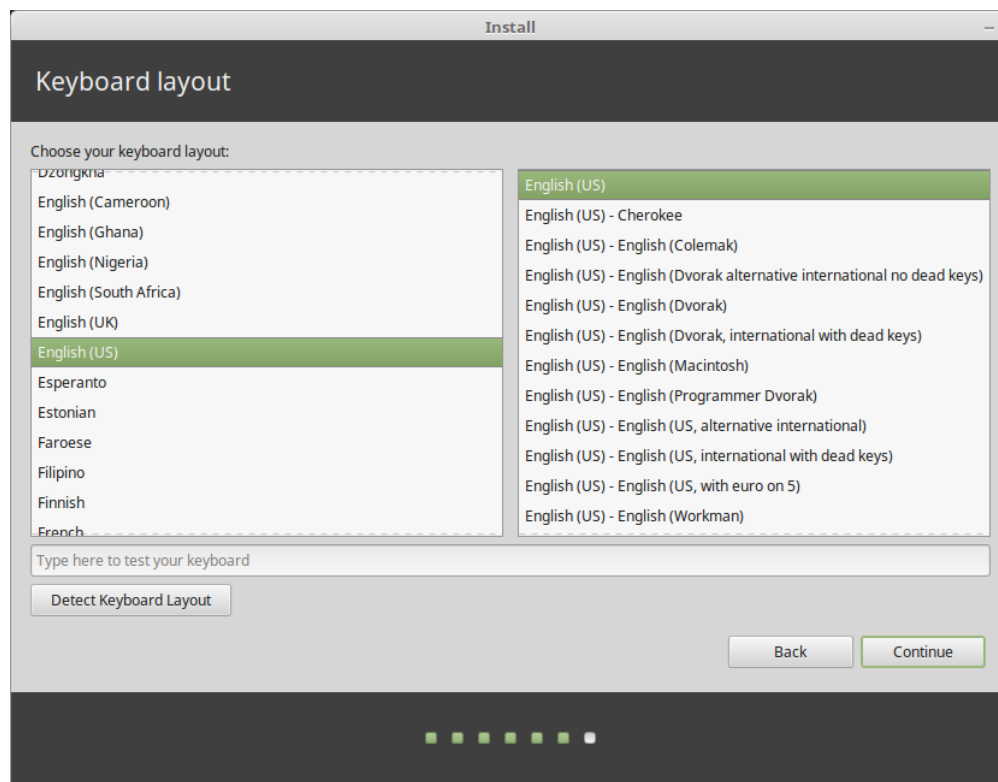 Install
Keyboard layout
Choose your keyboard layout:
Dzongkha
English (Cameroon)
English (Ghana)
English (Nigeria)
English (South Africa)
English (UK)
English (US)
Esperanto
Estonian
Faroese
Filipino
Finnish
French
English (US)
English (US) - Cherokee
English (US) - English (Colemak)
English (US) - English (Dvorak alternative international no dead keys)
English (US) - English (Dvorak)
English (US) - English (Dvorak, international with dead keys)
English (US) - English (Macintosh)
English (US) - English (Programmer Dvorak)
English (US) - English (US, alternative international)
English (US) - English (US, international with dead keys)
English (US) - English (US, with euro on 5)
English (US) - English (Workman)
Type here to test your keyboard
Detect Keyboard Layout
Back
Continue